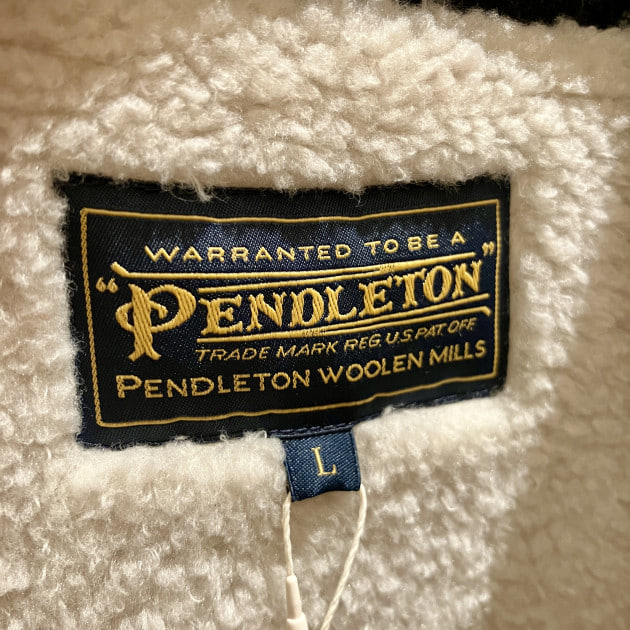 WARRANTED TO BE A
"PENDLETON"
TRADE MARK REG. U.S. PAT. OFF.
PENDLETON WOOLEN MILLS
L